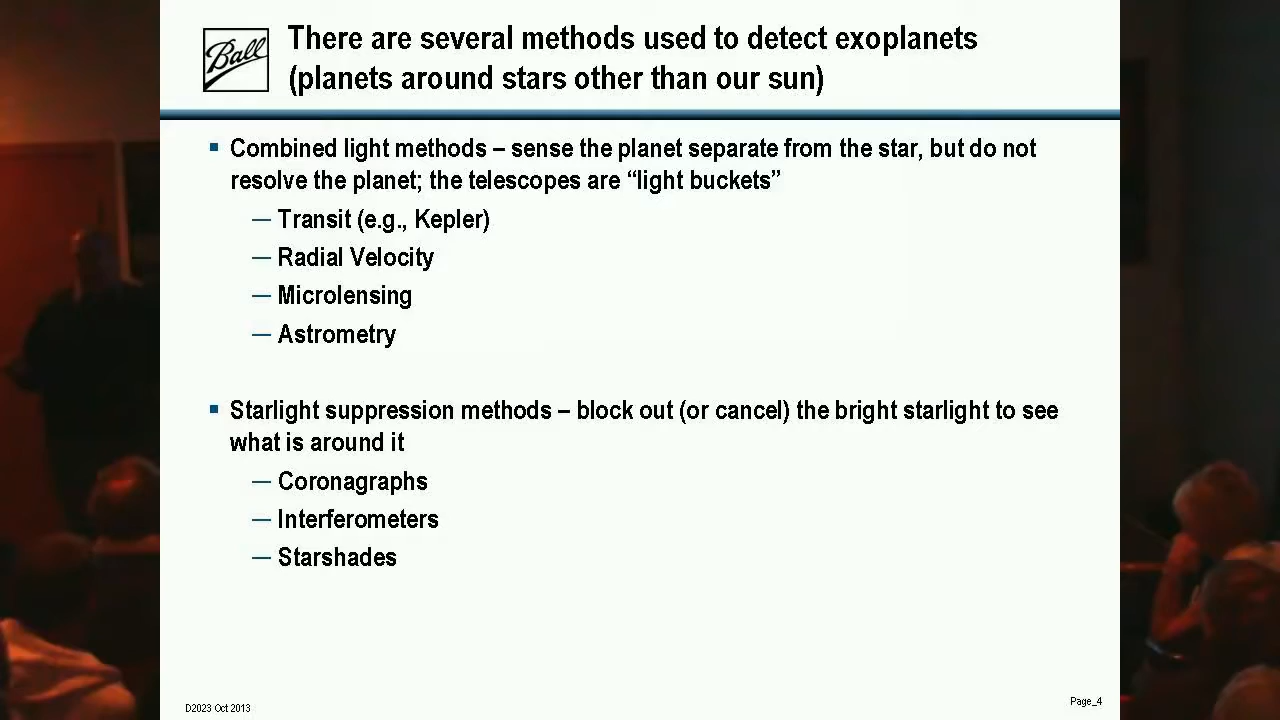 Ball
There are several methods used to detect exoplanets
(planets around stars other than our sun)
▪ Combined light methods – sense the planet separate from the star, but do not
resolve the planet; the telescopes are “light buckets”
— Transit (e.g., Kepler)
— Radial Velocity
— Microlensing
— Astrometry
▪ Starlight suppression methods – block out (or cancel) the bright starlight to see
what is around it
— Coronagraphs
— Interferometers
— Starshades
D2023 Oct 2013
Page_4